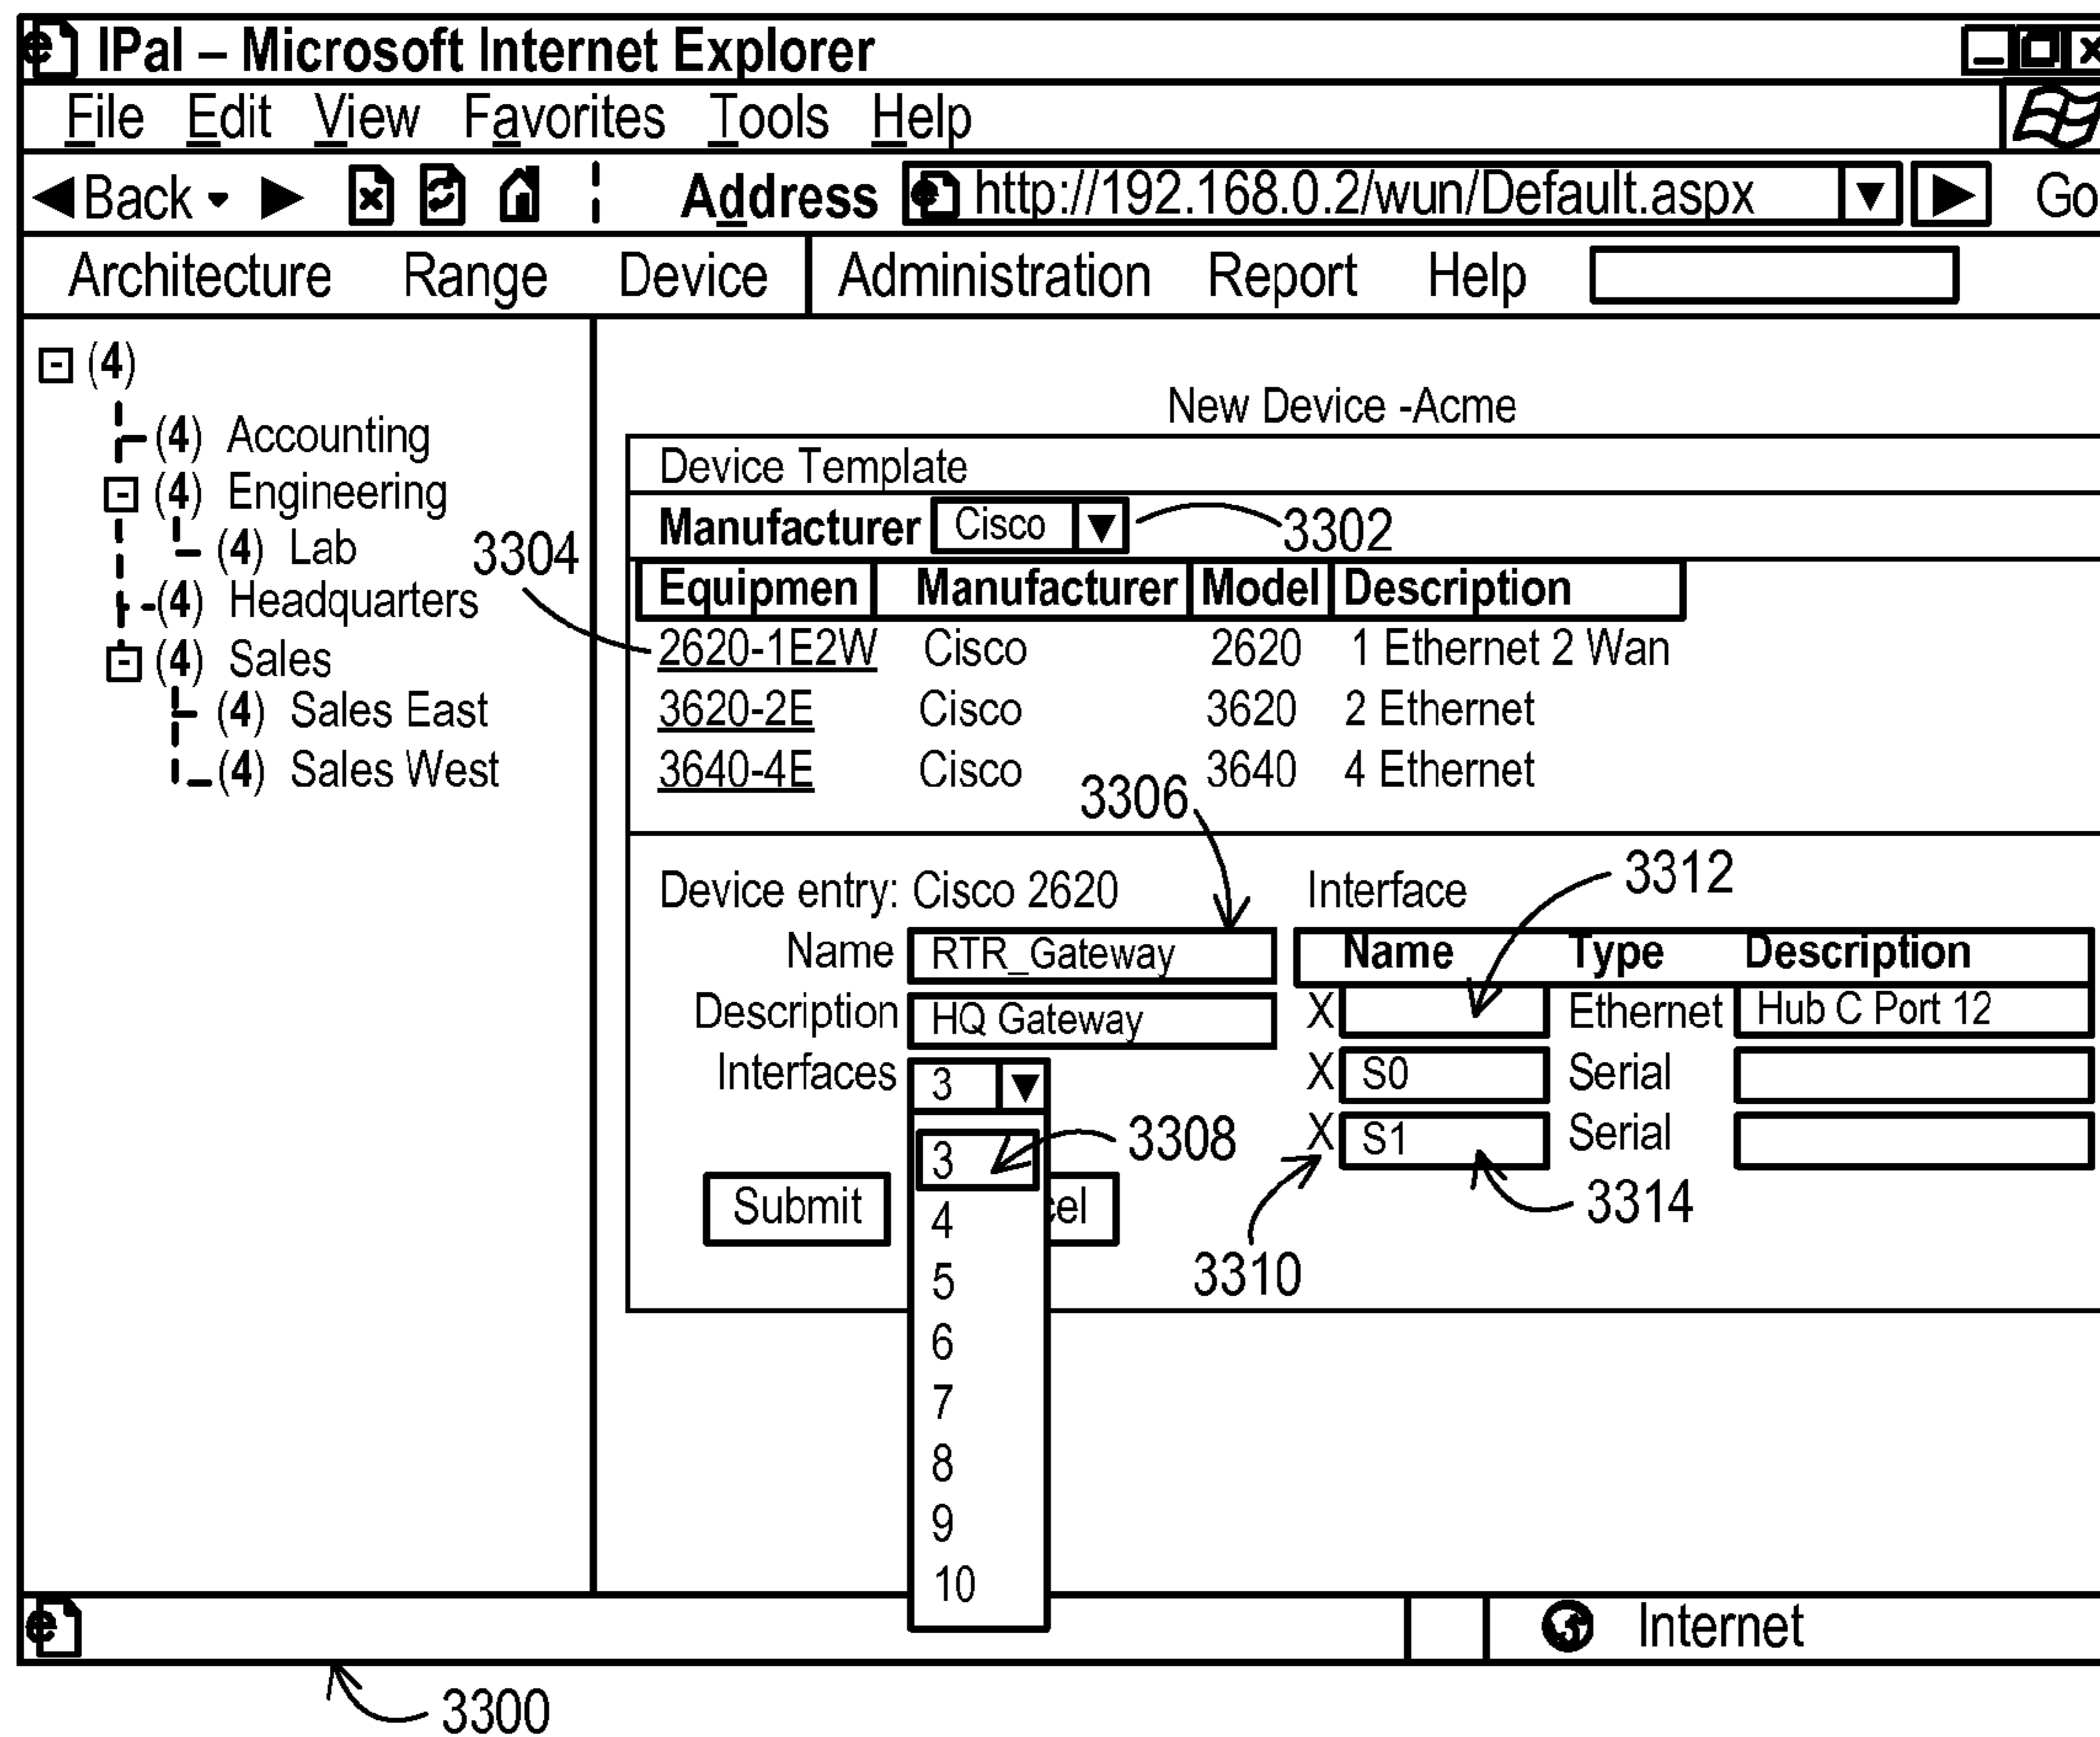 IPal – Microsoft Internet Explorer
File Edit View Favorites Tools Help
Back Address http://192.168.0.2/wun/Default.aspx Go
Architecture Range Device Administration Report Help
(4)
(4) Accounting
(4) Engineering
(4) Lab
(4) Headquarters
(4) Sales
(4) Sales East
(4) Sales West
New Device -Acme
Device Template
Manufacturer Cisco 3302
3304
Equipmen Manufacturer Model Description
2620-1E2W Cisco 2620 1 Ethernet 2 Wan
3620-2E Cisco 3620 2 Ethernet
3640-4E Cisco 3640 4 Ethernet
3306
Device entry: Cisco 2620
Name RTR_Gateway
Description HQ Gateway
Interfaces 3
3 3308
4
5
6
7
8
9
10
Submit cel
Interface 3312
Name Type Description
X Ethernet Hub C Port 12
X S0 Serial
X S1 Serial
3314
3310
Internet
3300